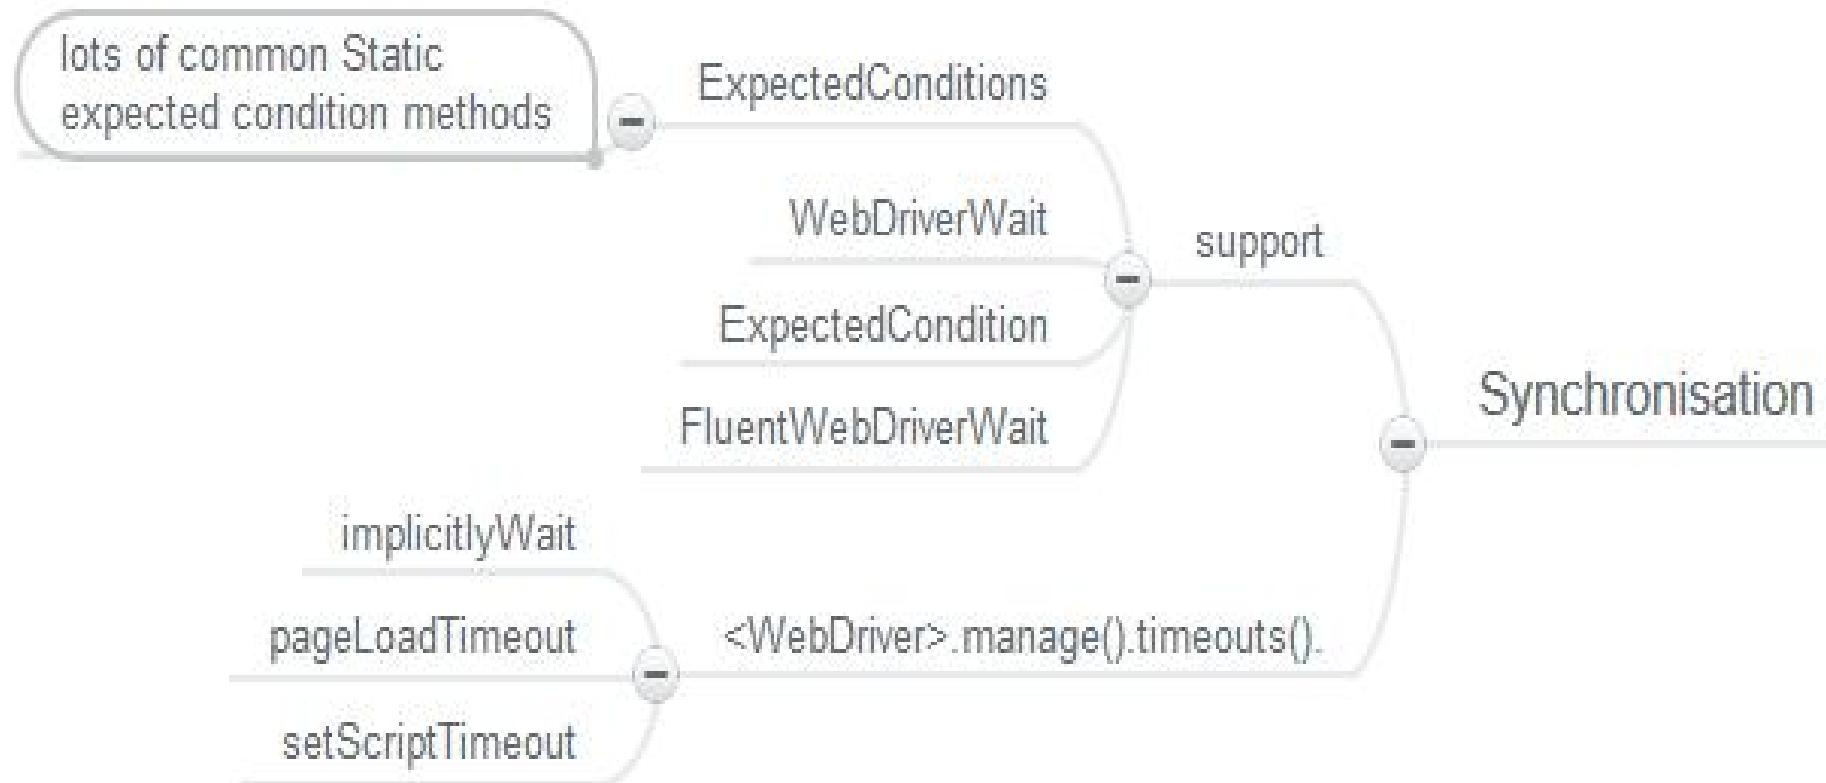 lots of common Static
expected condition methods
ExpectedConditions
WebDriverWait
support
ExpectedCondition
Synchronisation
FluentWebDriverWait
implicitlyWait
pageLoadTimeout
<WebDriver>.manage().timeouts().
setScriptTimeout